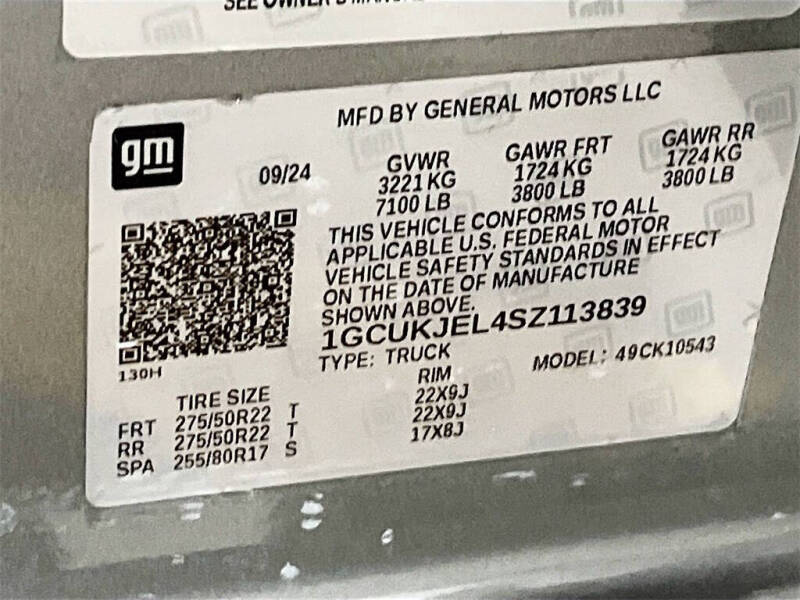 SEE OWNER'S MANUAL
MFD BY GENERAL MOTORS LLC
gm
09/24
GVWR GAWR FRT GAWR RR
3221 KG 1724 KG 1724 KG
7100 LB 3800 LB 3800 LB
THIS VEHICLE CONFORMS TO ALL
APPLICABLE U.S. FEDERAL MOTOR
VEHICLE SAFETY STANDARDS IN EFFECT
ON THE DATE OF MANUFACTURE
SHOWN ABOVE.
1GCUKJEL4SZ113839
TYPE: TRUCK MODEL: 49CK10543
130H
TIRE SIZE RIM
FRT 275/50R22 T 22X9J
RR 275/50R22 T 22X9J
SPA 255/80R17 S 17X8J